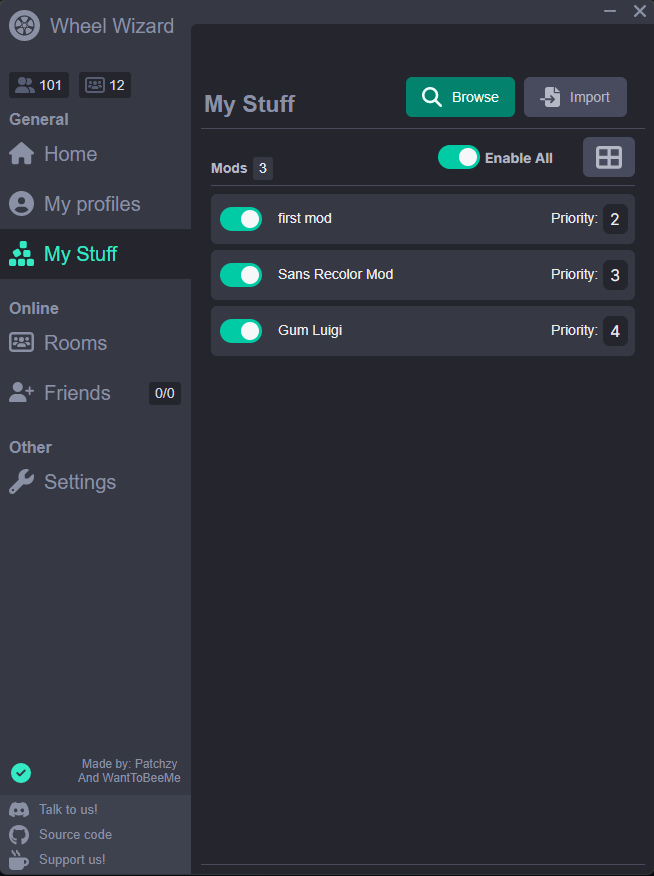 Wheel Wizard
101
12
General
Home
My profiles
My Stuff
Online
Rooms
Friends
0/0
Other
Settings
Made by: Patchzy
And WantToBeeMe
Talk to us!
Source code
Support us!
My Stuff
Browse
Import
Mods 3
Enable All
first mod
Priority: 2
Sans Recolor Mod
Priority: 3
Gum Luigi
Priority: 4